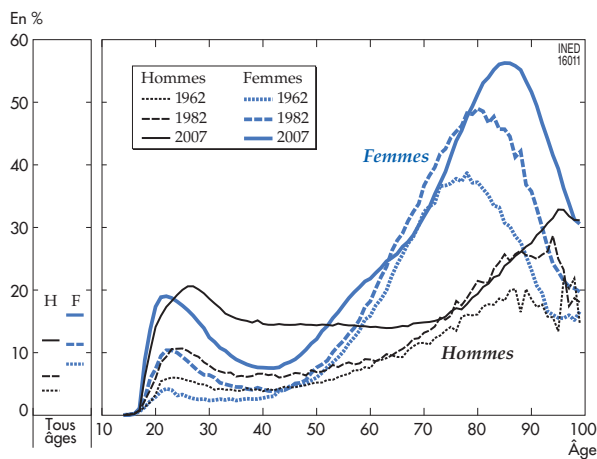 En %
60
50
40
30
20
10
0
H F
Tous
âges
INED
16011
Hommes Femmes
1962 1962
1982 1982
2007 2007
Femmes
Hommes
10 20 30 40 50 60 70 80 90 100
Âge